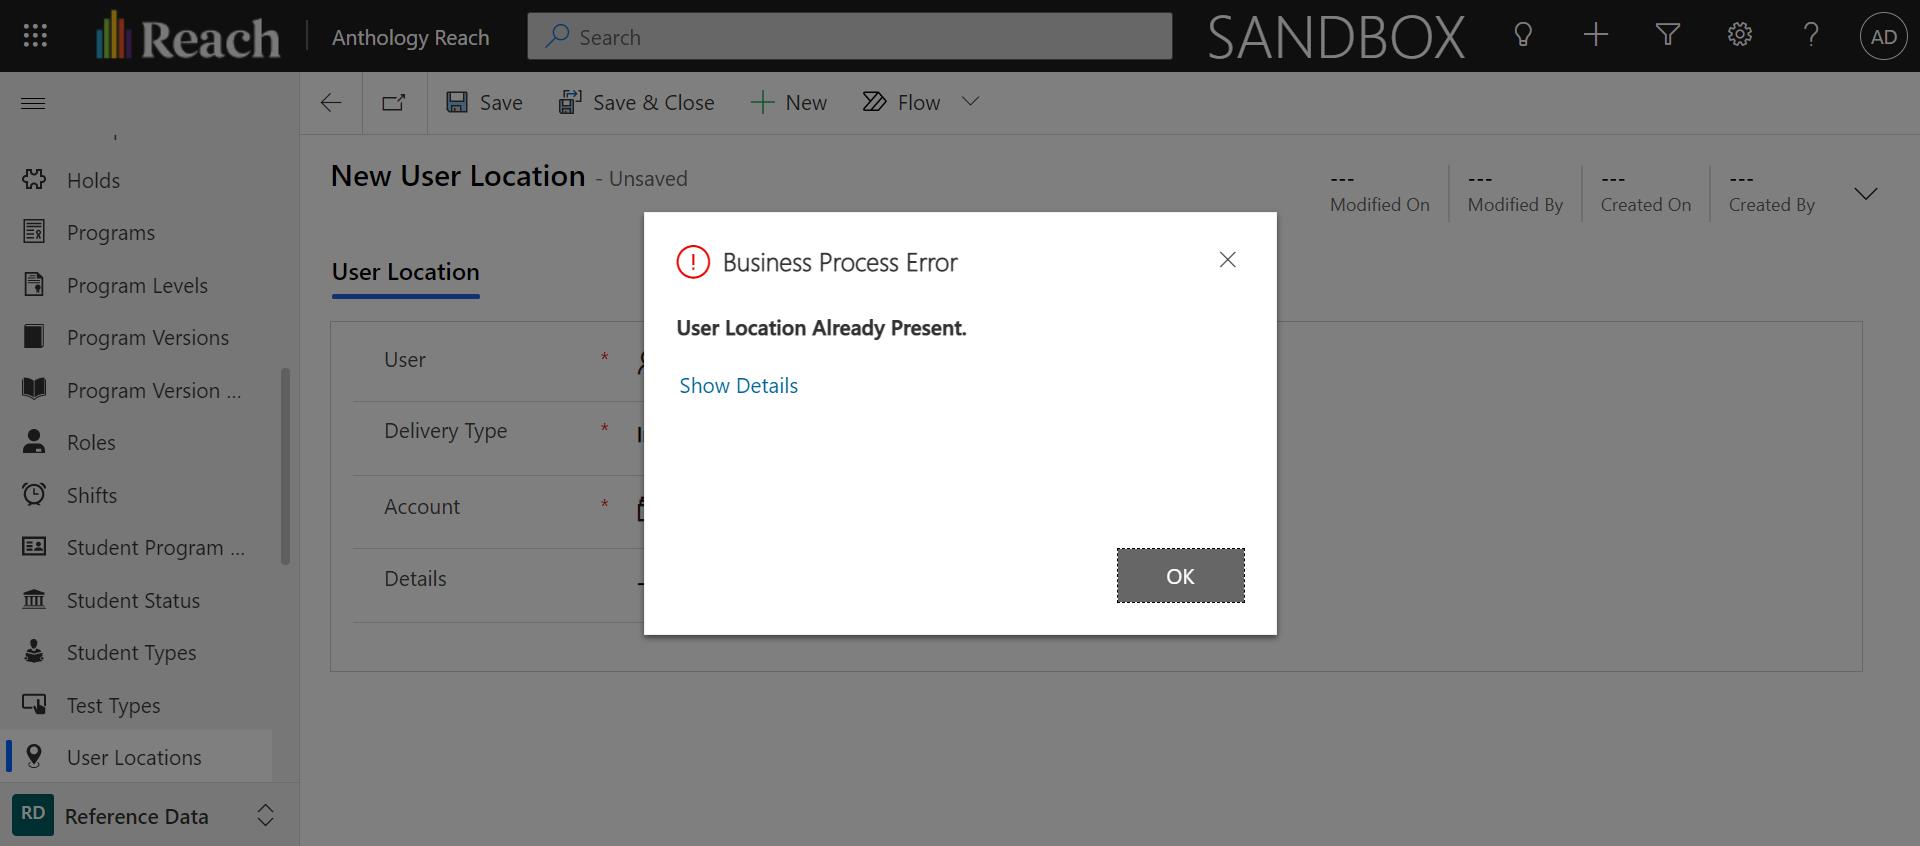 Reach
Anthology Reach
Search
SANDBOX
AD
Save
Save & Close
New
Flow
New User Location - Unsaved
---
Modified On
---
Modified By
---
Created On
---
Created By
Holds
Programs
Program Levels
Program Versions
Program Version ...
Roles
Shifts
Student Program ...
Student Status
Student Types
Test Types
User Locations
RD
Reference Data
User Location
User *
Delivery Type *
Account *
Details
Business Process Error
User Location Already Present.
Show Details
OK